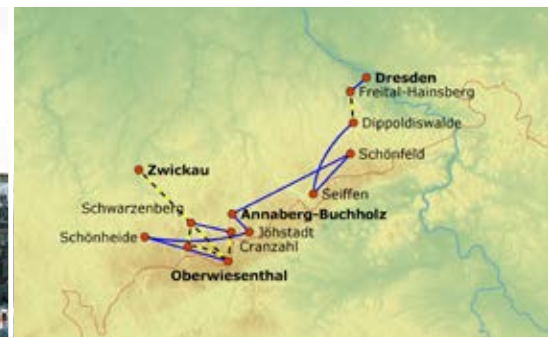 Dresden
Freital-Hainsberg
Dippoldiswalde
Schönfeld
Zwickau
Seiffen
Schwarzenberg
Annaberg-Buchholz
Schönheide
Jöhstadt
Cranzahl
Oberwiesenthal